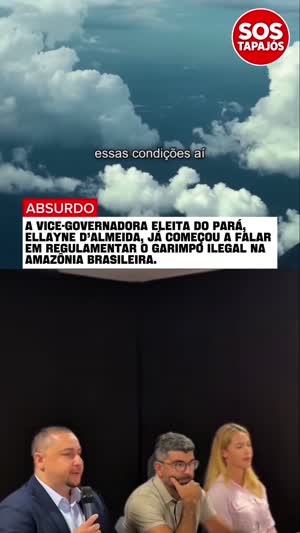 SOS
TAPAJÓS
essas condições aí
ABSURDO
A VICE-GOVERNADORA ELEITA DO PARÁ,
ELLAYNE D'ALMEIDA, JÁ COMEÇOU A FALAR
EM REGULAMENTAR O GARIMPO ILEGAL NA
AMAZÔNIA BRASILEIRA.